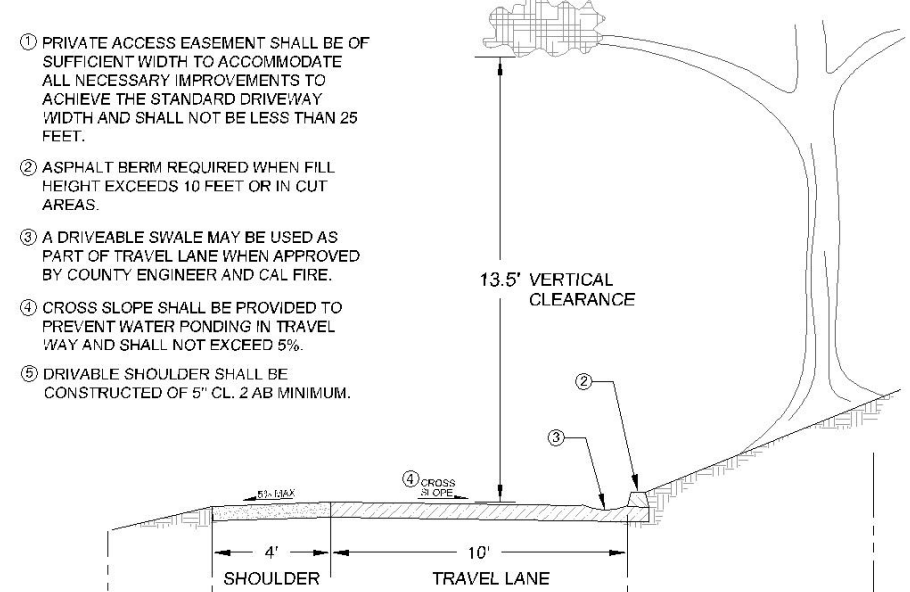 ① PRIVATE ACCESS EASEMENT SHALL BE OF
SUFFICIENT WIDTH TO ACCOMMODATE
ALL NECESSARY IMPROVEMENTS TO
ACHIEVE THE STANDARD DRIVEWAY
WIDTH AND SHALL NOT BE LESS THAN 25
FEET.
② ASPHALT BERM REQUIRED WHEN FILL
HEIGHT EXCEEDS 10 FEET OR IN CUT
AREAS.
③ A DRIVEABLE SWALE MAY BE USED AS
PART OF TRAVEL LANE WHEN APPROVED
BY COUNTY ENGINEER AND CAL FIRE.
④ CROSS SLOPE SHALL BE PROVIDED TO
PREVENT WATER PONDING IN TRAVEL
WAY AND SHALL NOT EXCEED 5%.
⑤ DRIVABLE SHOULDER SHALL BE
CONSTRUCTED OF 5" CL. 2 AB MINIMUM.
13.5' VERTICAL
CLEARANCE
②
③
④ CROSS
SLOPE
5% MAX
4'
SHOULDER
10'
TRAVEL LANE